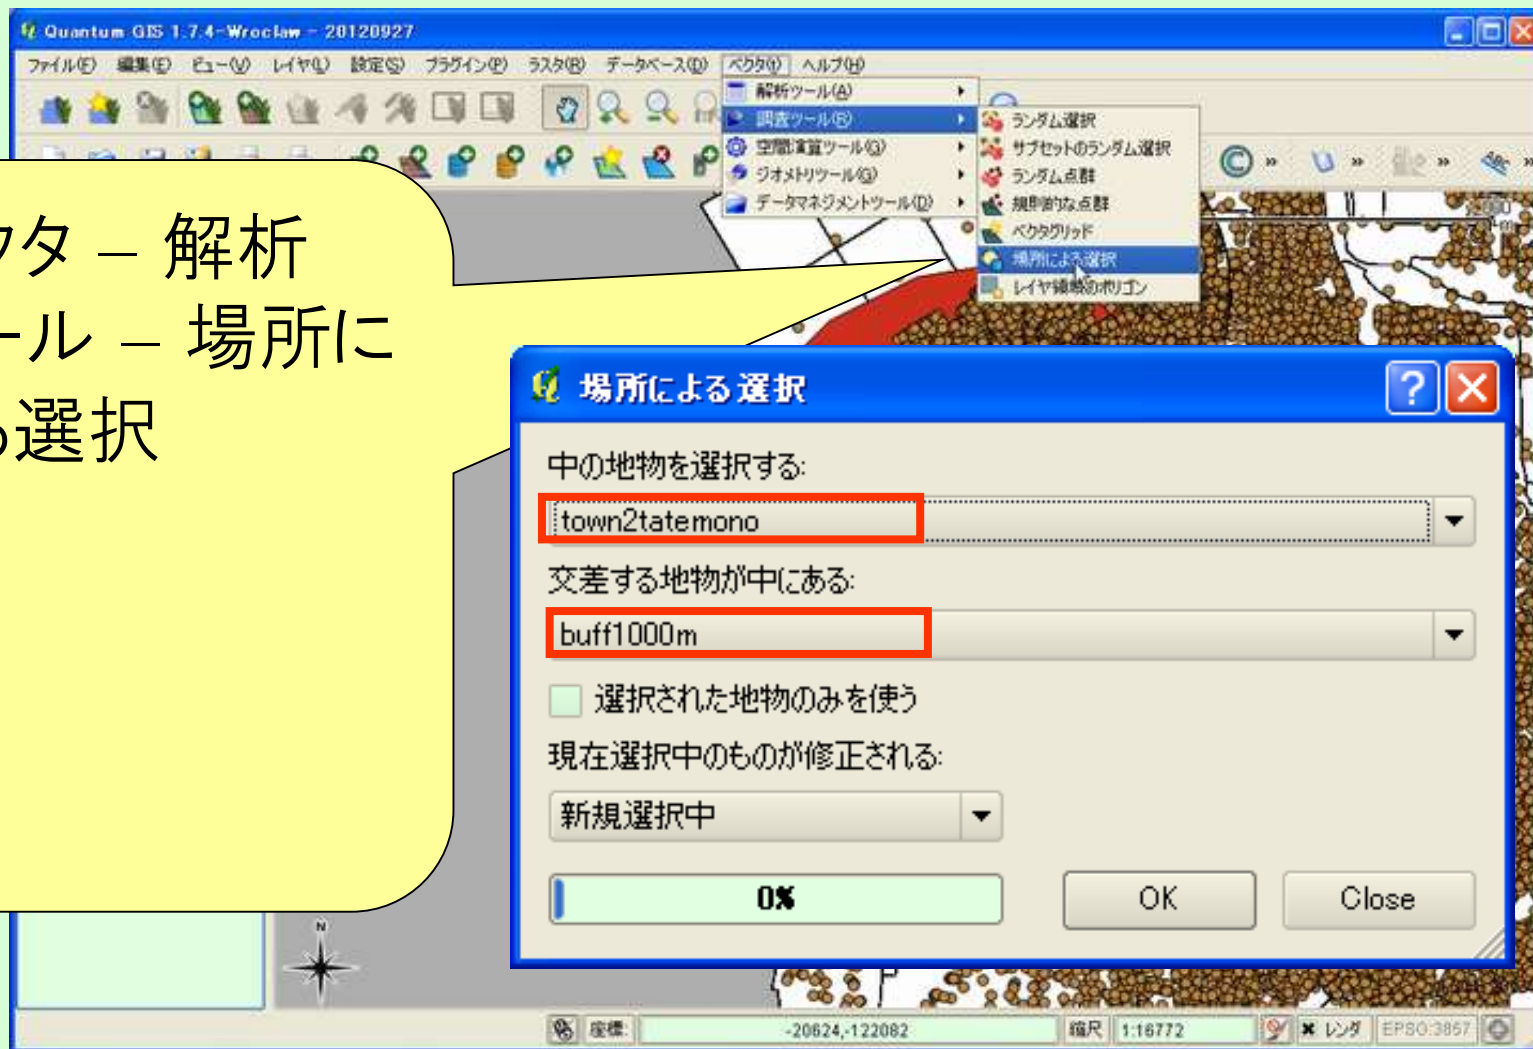 Quantum GIS 1.7.4-Wroclaw - 20120927
ファイル(F) 編集(E) ビュー(V) レイヤ(L) 設定(S) プラグイン(P) ラスタ(R) データベース(D) ベクタ(t) ヘルプ(H)
解析ツール(A)
調査ツール(R)
空間演算ツール(G)
ジオメトリツール(G)
データマネジメントツール(D)
ランダム選択
サブセットのランダム選択
ランダム点群
規則的な点群
ベクタグリッド
場所による選択
レイヤ領域のポリゴン
クタ – 解析
ール – 場所に
る選択
場所による選択
中の地物を選択する:
town2tatemono
交差する地物が中にある:
buff1000m
選択された地物のみを使う
現在選択中のものが修正される:
新規選択中
0%
OK
Close
N
座標:
-20624,-122082
縮尺
1:16772
レンダ
EPSG:3857